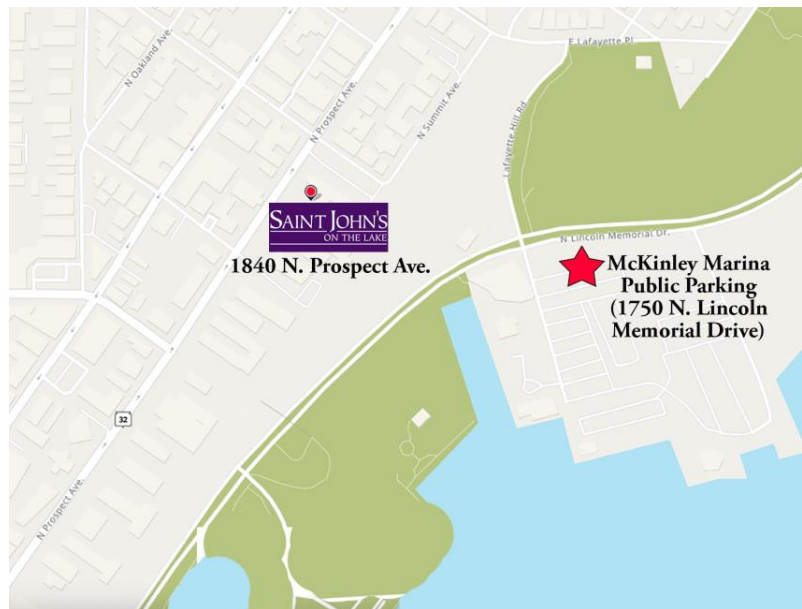 E Lafayette Pl.
N Oakland Ave.
N Prospect Ave.
N Summit Ave.
Lafayette Hill Rd
SAINT JOHN'S
ON THE LAKE
1840 N. Prospect Ave.
N Lincoln Memorial Dr.
McKinley Marina
Public Parking
(1750 N. Lincoln
Memorial Drive)
32
N Prospect Ave.